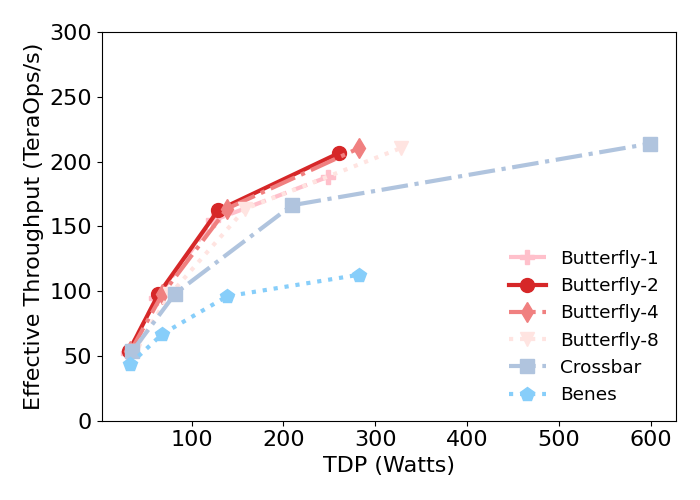 Effective Throughput (TeraOps/s)
300
250
200
150
100
50
0
Butterfly-1
Butterfly-2
Butterfly-4
Butterfly-8
Crossbar
Benes
100 200 300 400 500 600
TDP (Watts)